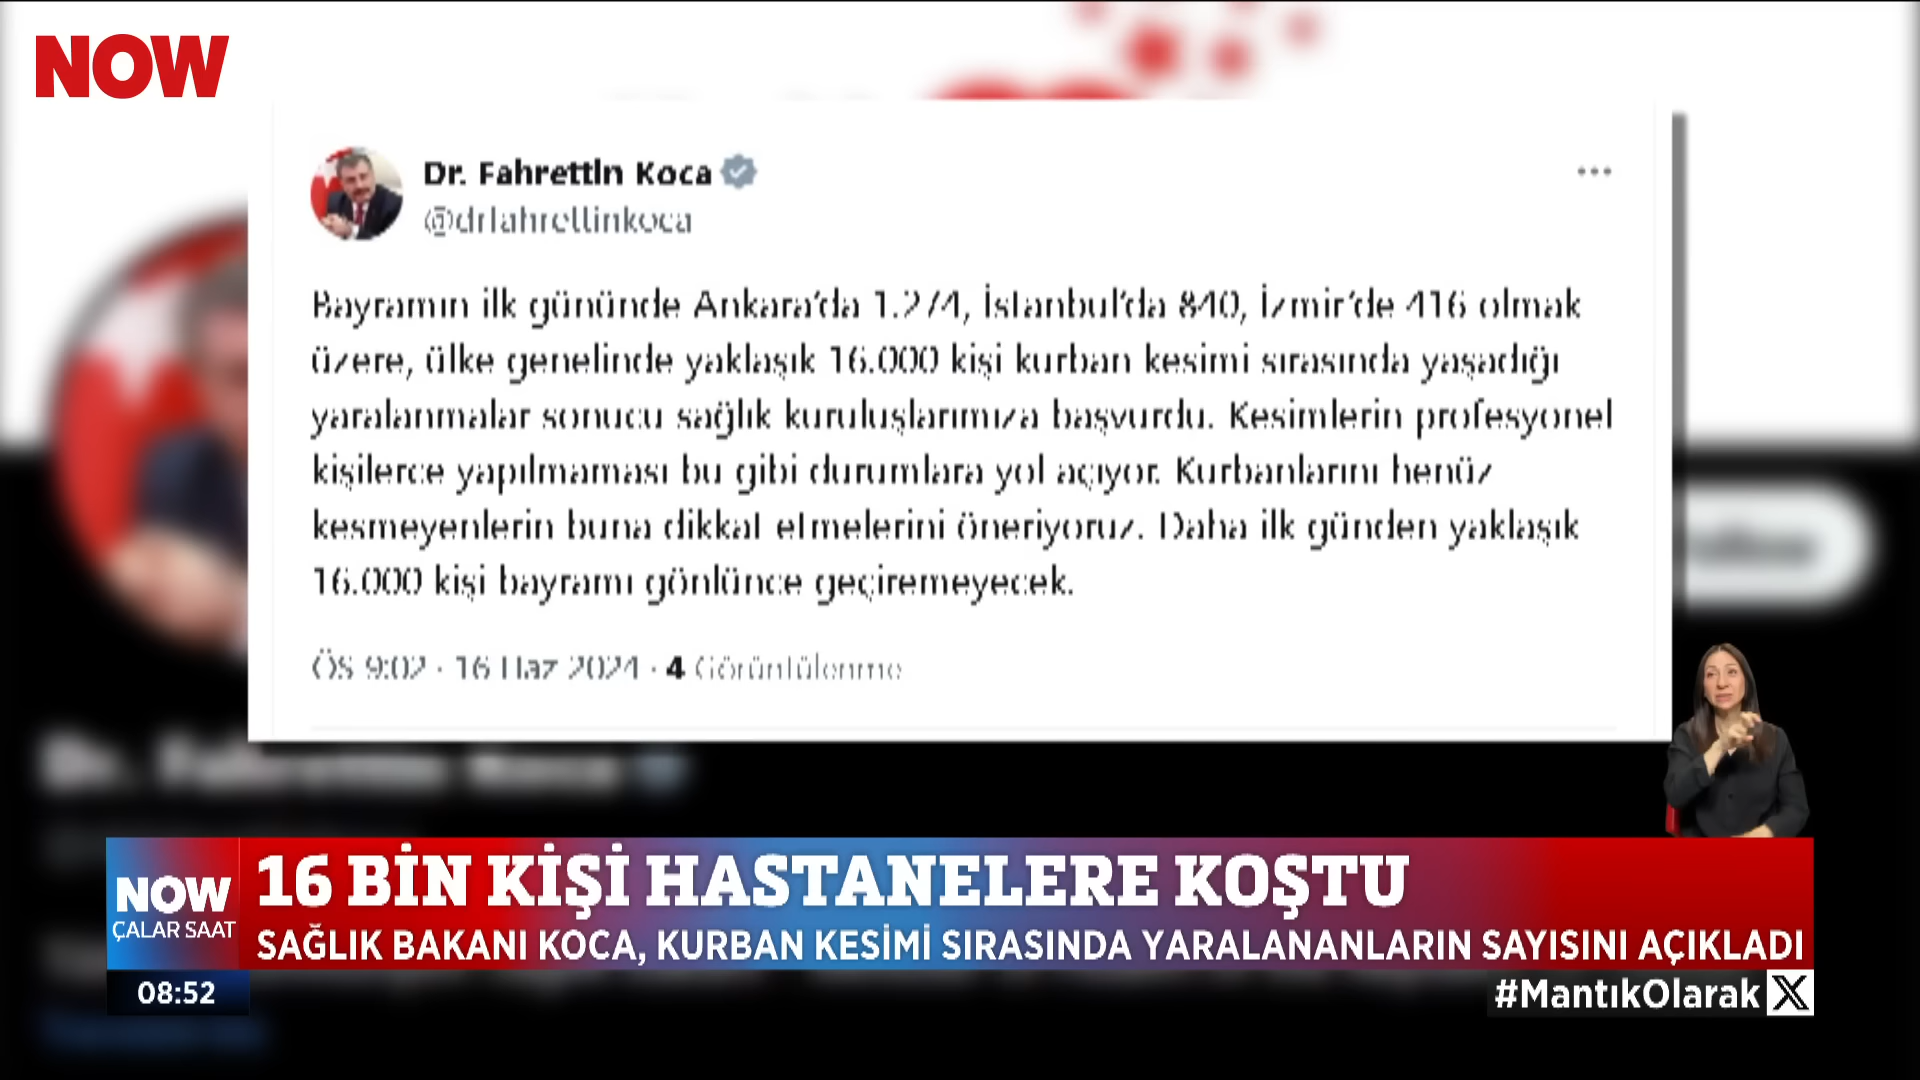 NOW
Dr. Fahrettin Koca
@drfahrettinkoca
Bayramın ilk gününde Ankara'da 1.274, İstanbul'da 840, İzmir'de 416 olmak
üzere, ülke genelinde yaklaşık 16.000 kişi kurban kesimi sırasında yaşadığı
yaralanmalar sonucu sağlık kuruluşlarımıza başvurdu. Kesimlerin profesyonel
kişilerce yapılmaması bu gibi durumlara yol açıyor. Kurbanlarını henüz
kesmeyenlerin buna dikkat etmelerini öneriyoruz. Daha ilk günden yaklaşık
16.000 kişi bayramı gönlünce geçiremeyecek.
ÖS 9:02 · 16 Haz 2024 · 4 Görüntülenme
Dr. Fahrettin Koca
NOW
ÇALAR SAAT
16 BİN KİŞİ HASTANELERE KOŞTU
SAĞLIK BAKANI KOCA, KURBAN KESİMİ SIRASINDA YARALANANLARIN SAYISINI AÇIKLADI
08:52
#MantıkOlarak X